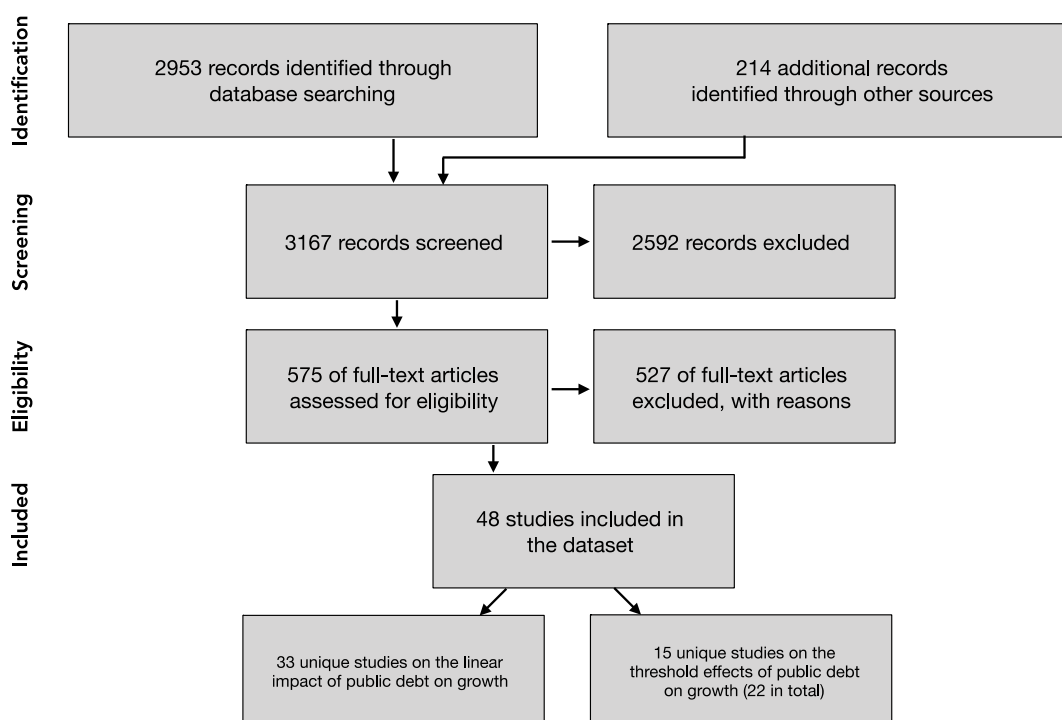 Identification
2953 records identified through
database searching
214 additional records
identified through other sources
Screening
3167 records screened
2592 records excluded
Eligibility
575 of full-text articles
assessed for eligibility
527 of full-text articles
excluded, with reasons
Included
48 studies included in
the dataset
33 unique studies on the linear
impact of public debt on growth
15 unique studies on the
threshold effects of public debt
on growth (22 in total)